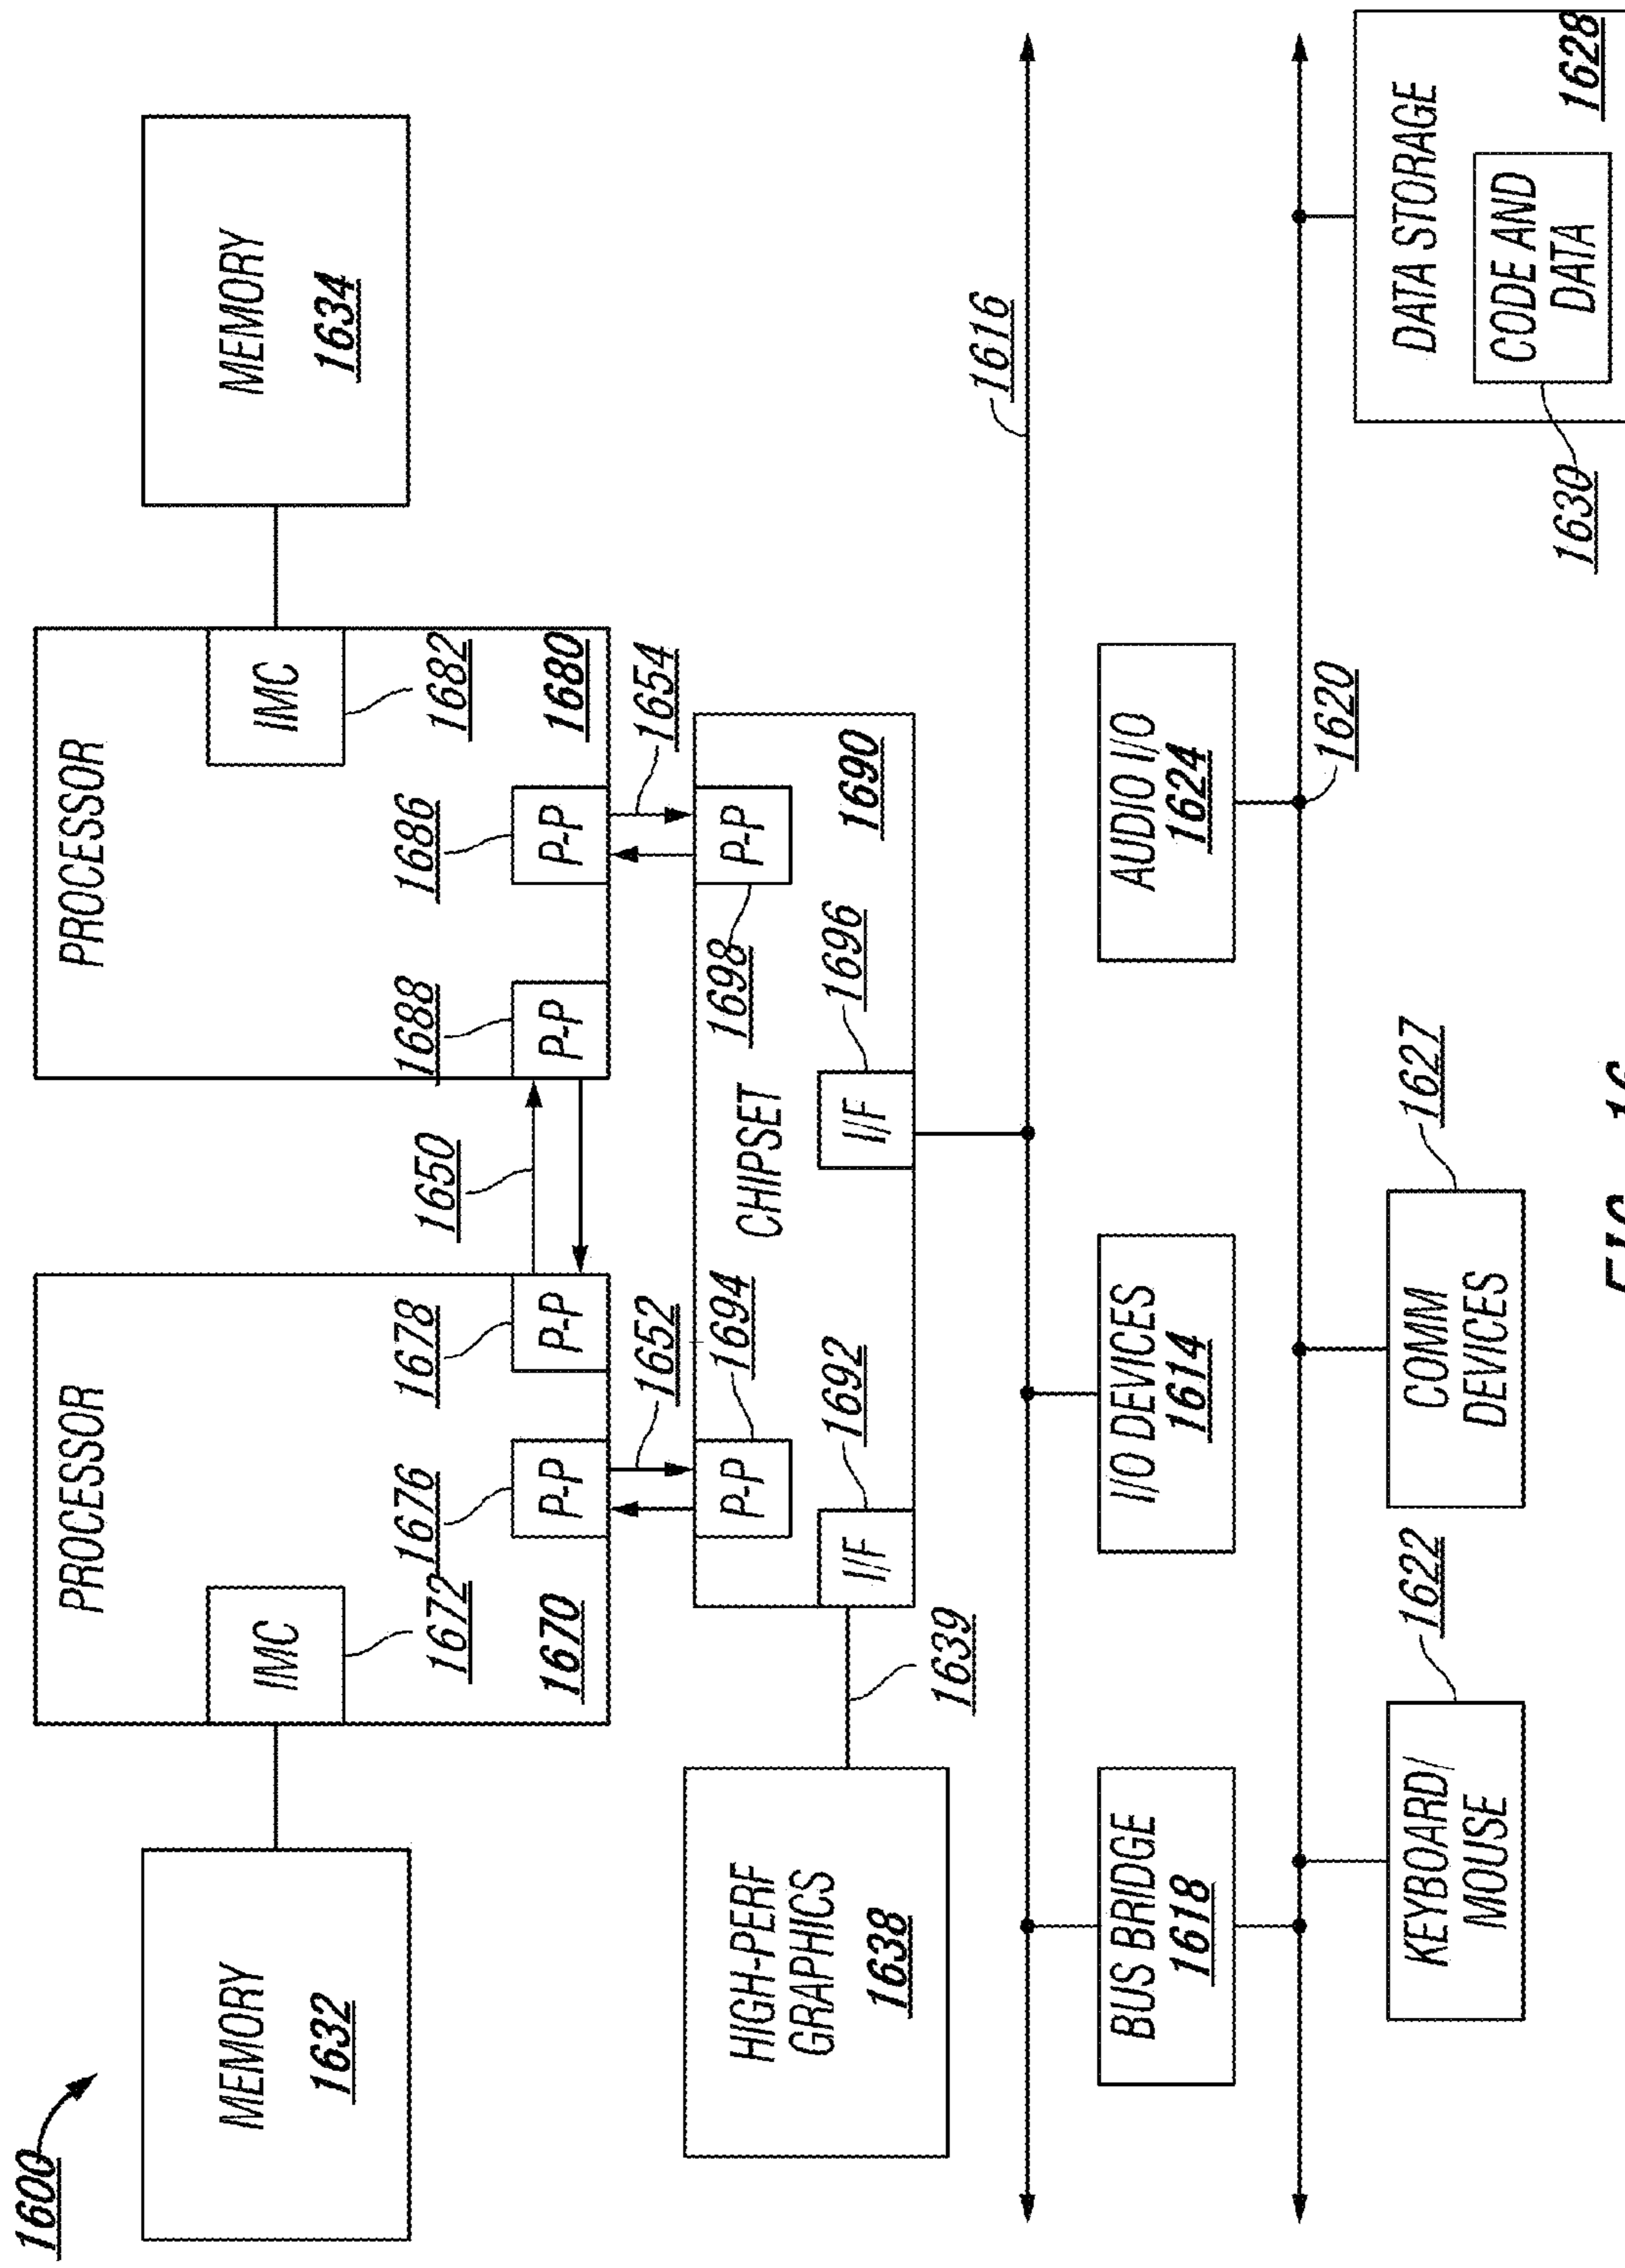 1600
MEMORY
1632
PROCESSOR
IMC
1672
1670
1676
P-P
1678
P-P
1650
PROCESSOR
1688
P-P
1686
P-P
IMC
1682
1680
MEMORY
1634
1652
1654
HIGH-PERF
GRAPHICS
1638
1639
P-P
1694
I/F
1692
CHIPSET
1698
P-P
1690
I/F
1696
1616
BUS BRIDGE
1618
I/O DEVICES
1614
AUDIO I/O
1624
1620
KEYBOARD/
MOUSE
1622
COMM
DEVICES
1627
DATA STORAGE
CODE AND
DATA
1628
1630